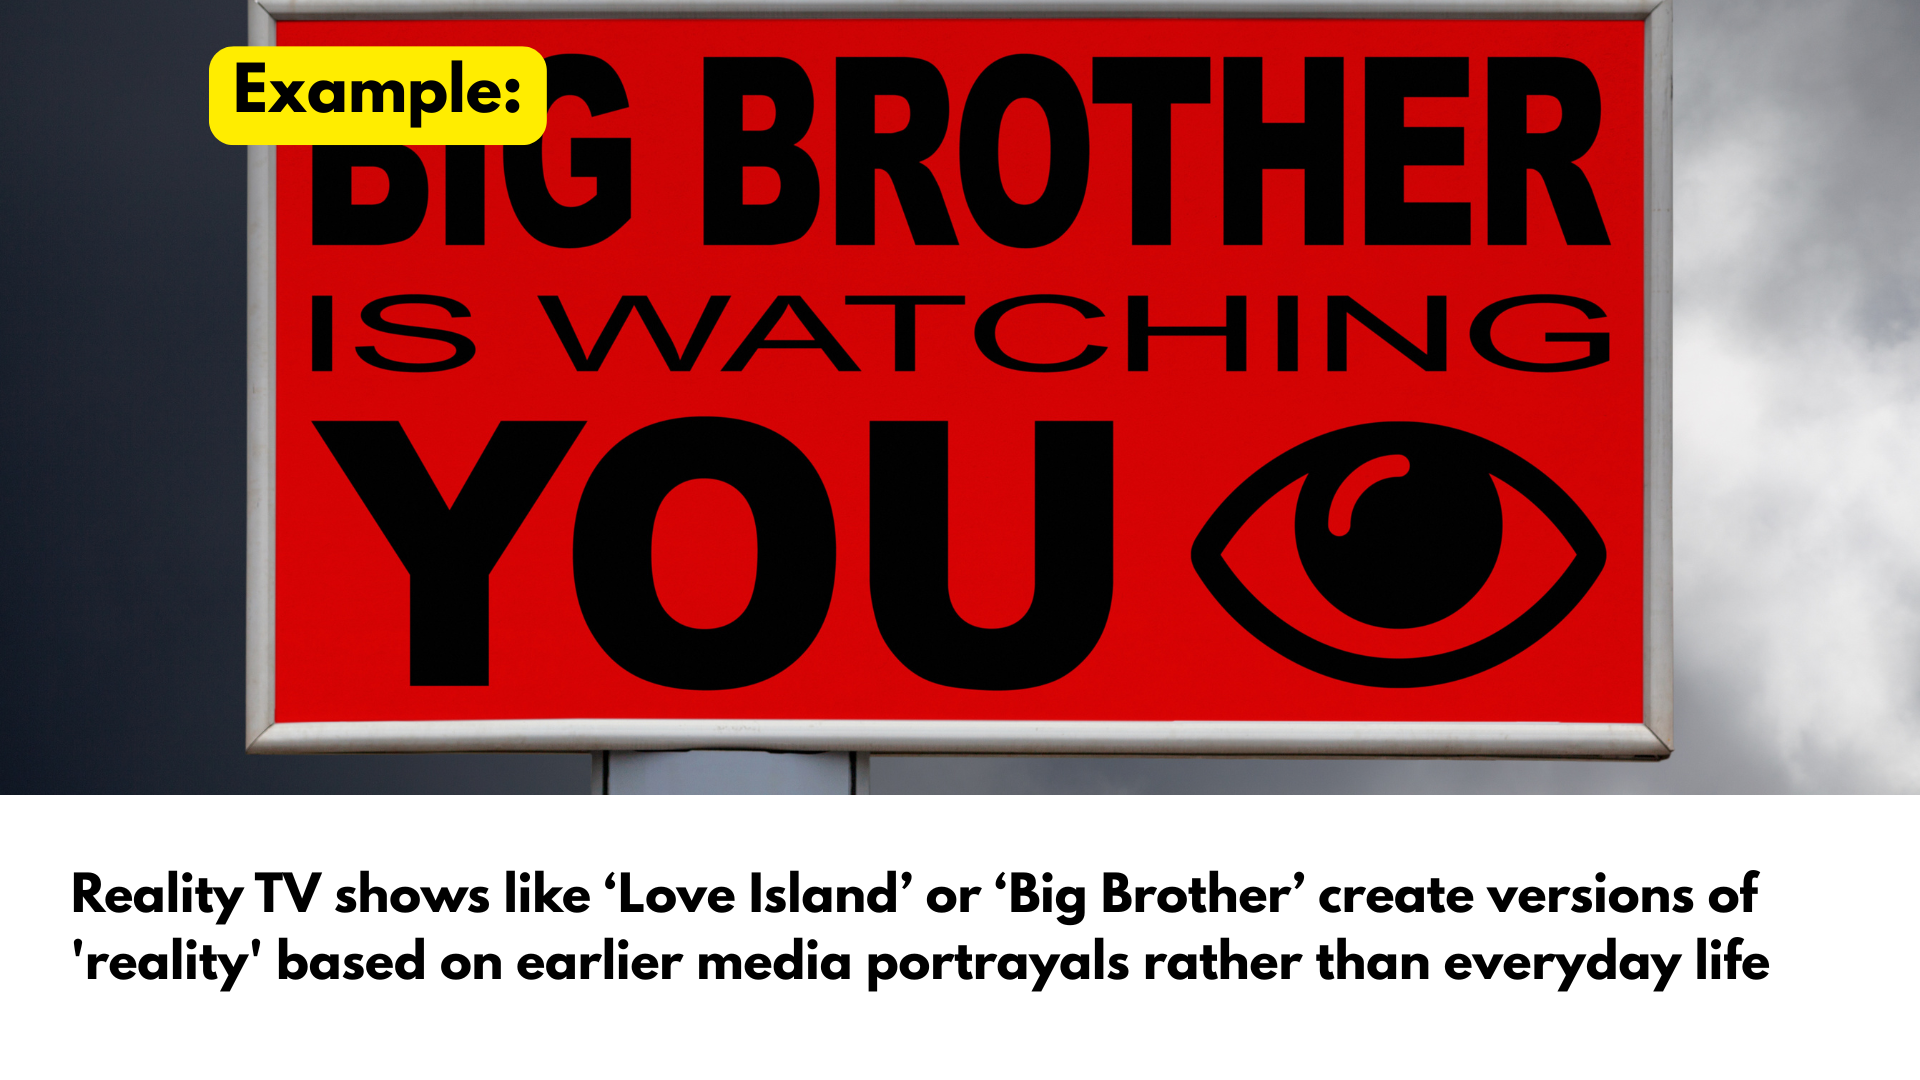 Example:
BIG BROTHER
IS WATCHING
YOU
Reality TV shows like ‘Love Island’ or ‘Big Brother’ create versions of
'reality' based on earlier media portrayals rather than everyday life